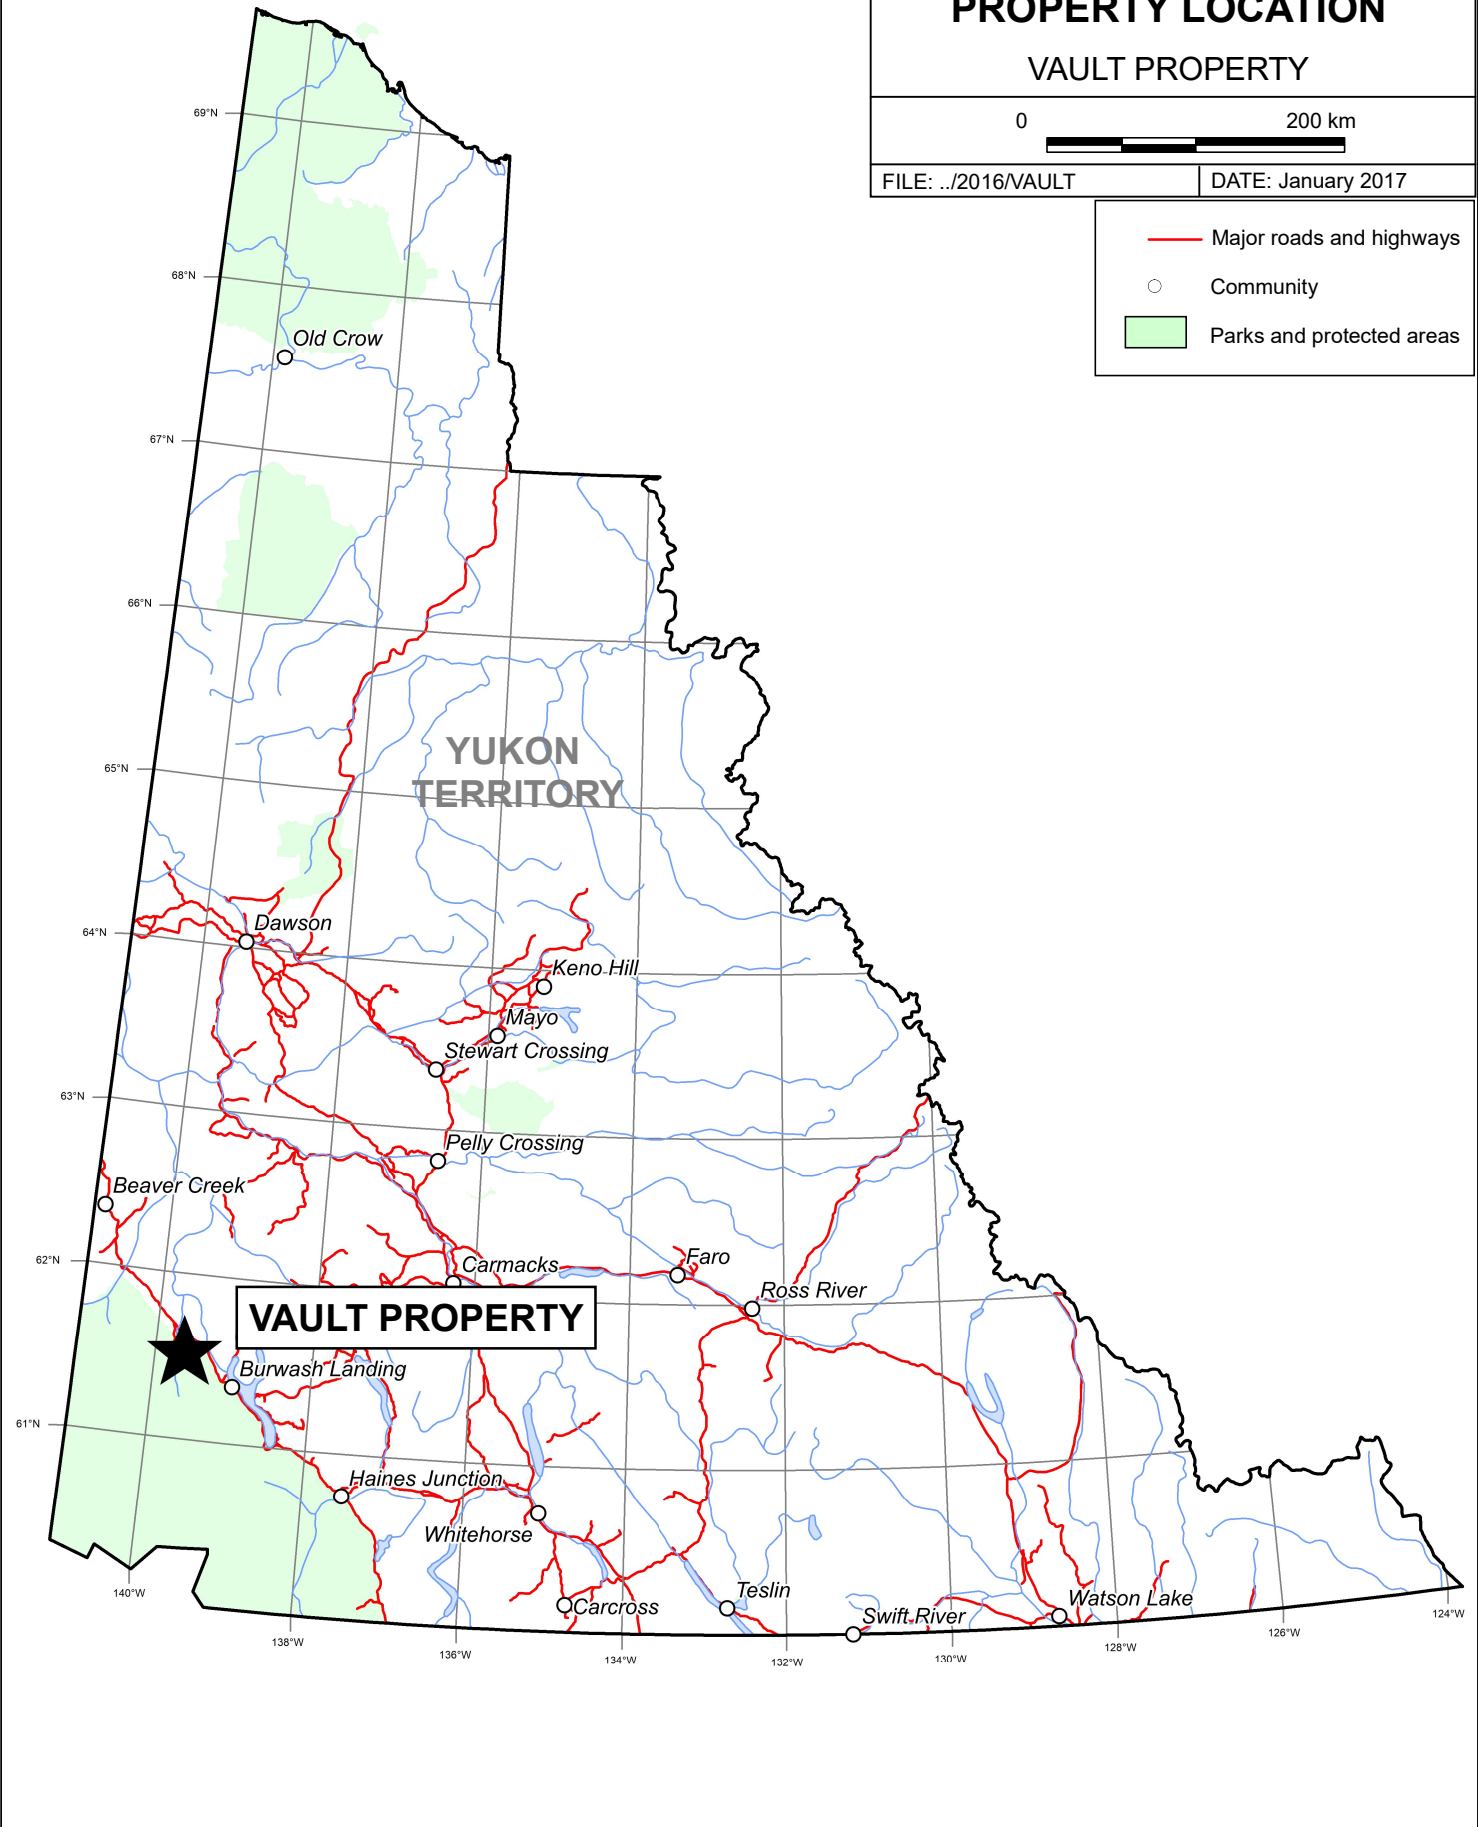 PROPERTY LOCATION
VAULT PROPERTY
0 200 km
FILE: ../2016/VAULT DATE: January 2017
Major roads and highways
Community
Parks and protected areas
69°N
68°N
Old Crow
67°N
66°N
YUKON
TERRITORY
65°N
Dawson
64°N
Keno Hill
Mayo
Stewart Crossing
63°N
Pelly Crossing
Beaver Creek
62°N
Carmacks
Faro
Ross River
VAULT PROPERTY
Burwash Landing
61°N
Haines Junction
Whitehorse
140°W
Teslin
Carcross
Watson Lake
Swift River
124°W
138°W
136°W
134°W
132°W
130°W
128°W
126°W